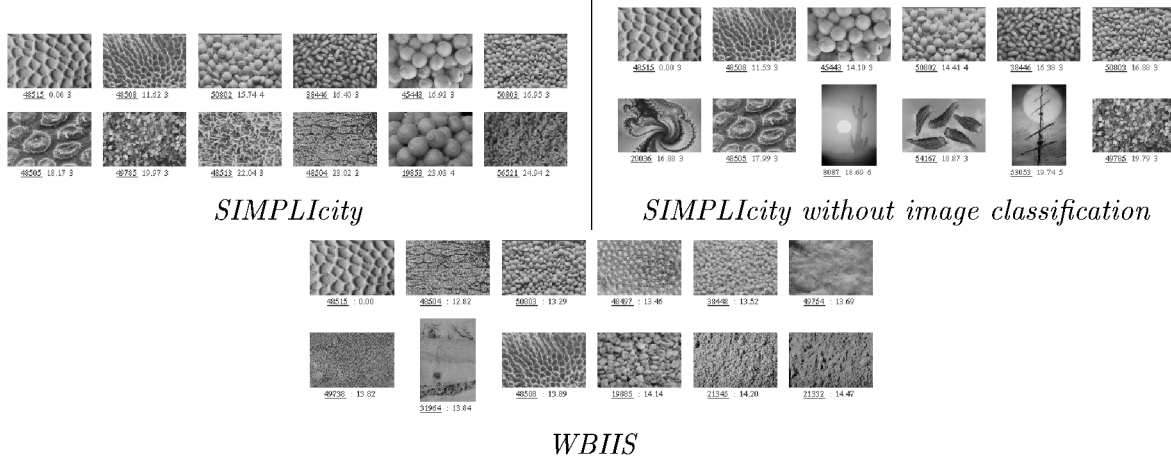 48515 0.00 3 48508 11.62 3 50802 15.74 4 38446 16.40 3 45443 16.92 3 50803 16.95 3
48505 18.17 3 49785 19.97 3 48513 22.04 3 48504 23.02 2 19853 23.03 4 56521 24.94 2
SIMPLIcity
48515 0.00 3 48508 11.53 3 45443 14.10 3 50802 14.41 4 38446 16.38 3 50803 16.88 3
20036 16.88 3 48505 17.99 3 8087 18.69 6 54167 18.87 3 53053 19.74 5 49785 19.79 3
SIMPLIcity without image classification
48515 : 0.00 48504 : 12.82 50803 : 13.29 48497 : 13.46 38448 : 13.52 49754 : 13.69
49738 : 13.82 31964 : 13.84 48508 : 13.89 19885 : 14.14 21345 : 14.20 21332 : 14.47
WBIIS